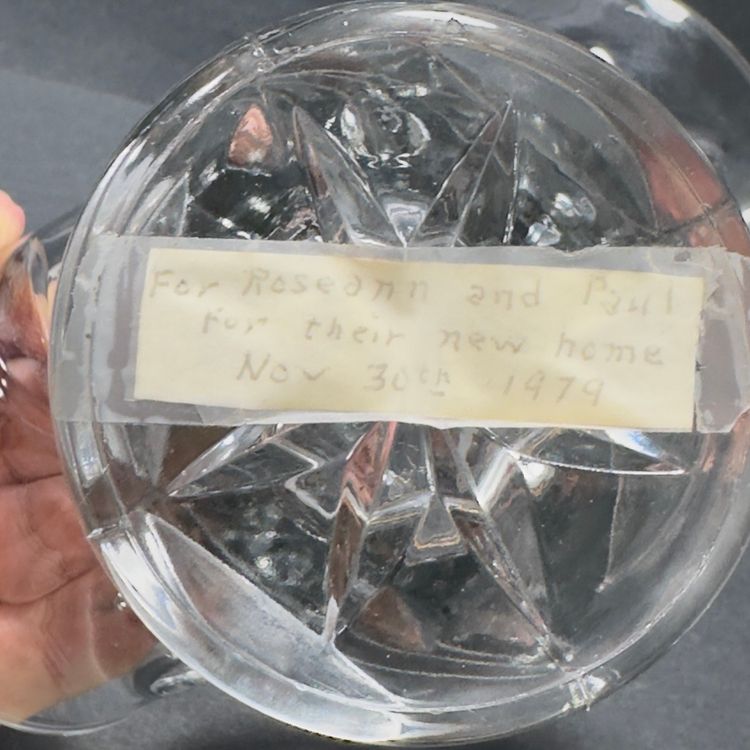 For Roseann and Paul
For their new home
Nov 30th 1979